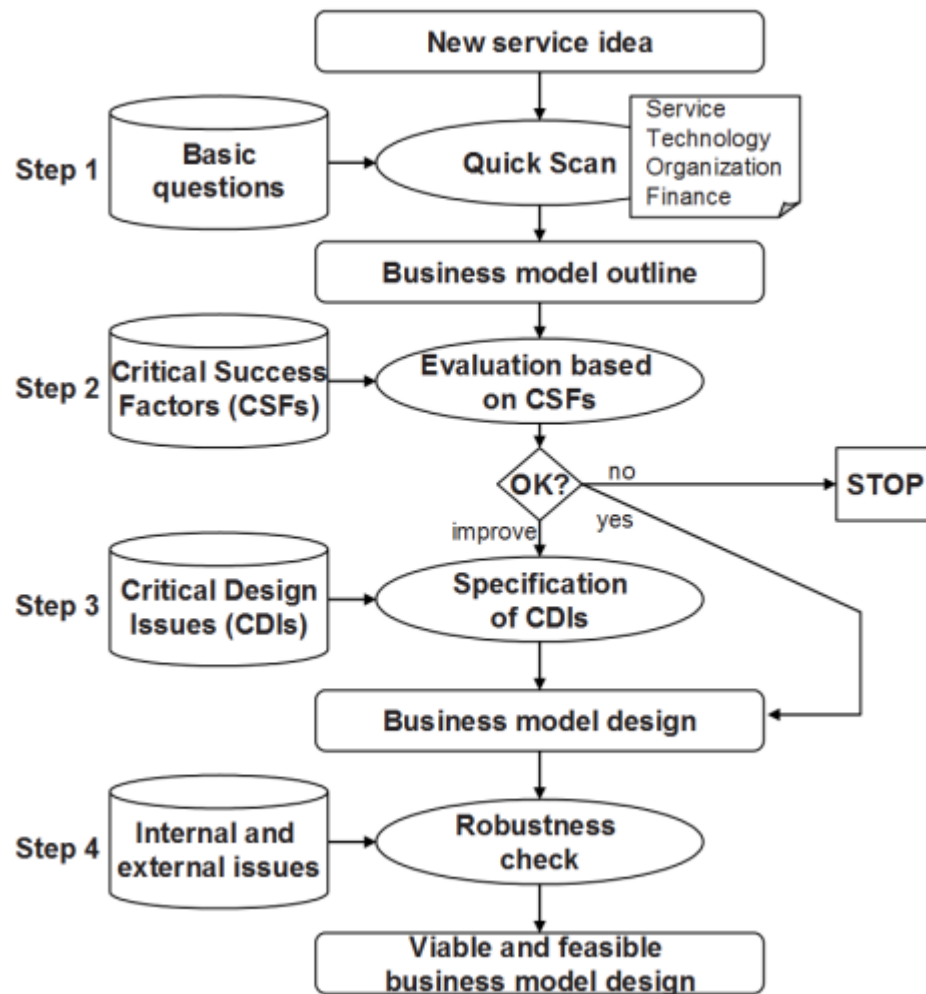 New service idea
Service
Technology
Organization
Finance
Step 1
Basic
questions
Quick Scan
Business model outline
Step 2
Critical Success
Factors (CSFs)
Evaluation based
on CSFs
OK?
no
STOP
yes
improve
Step 3
Critical Design
Issues (CDIs)
Specification
of CDIs
Business model design
Step 4
Internal and
external issues
Robustness
check
Viable and feasible
business model design